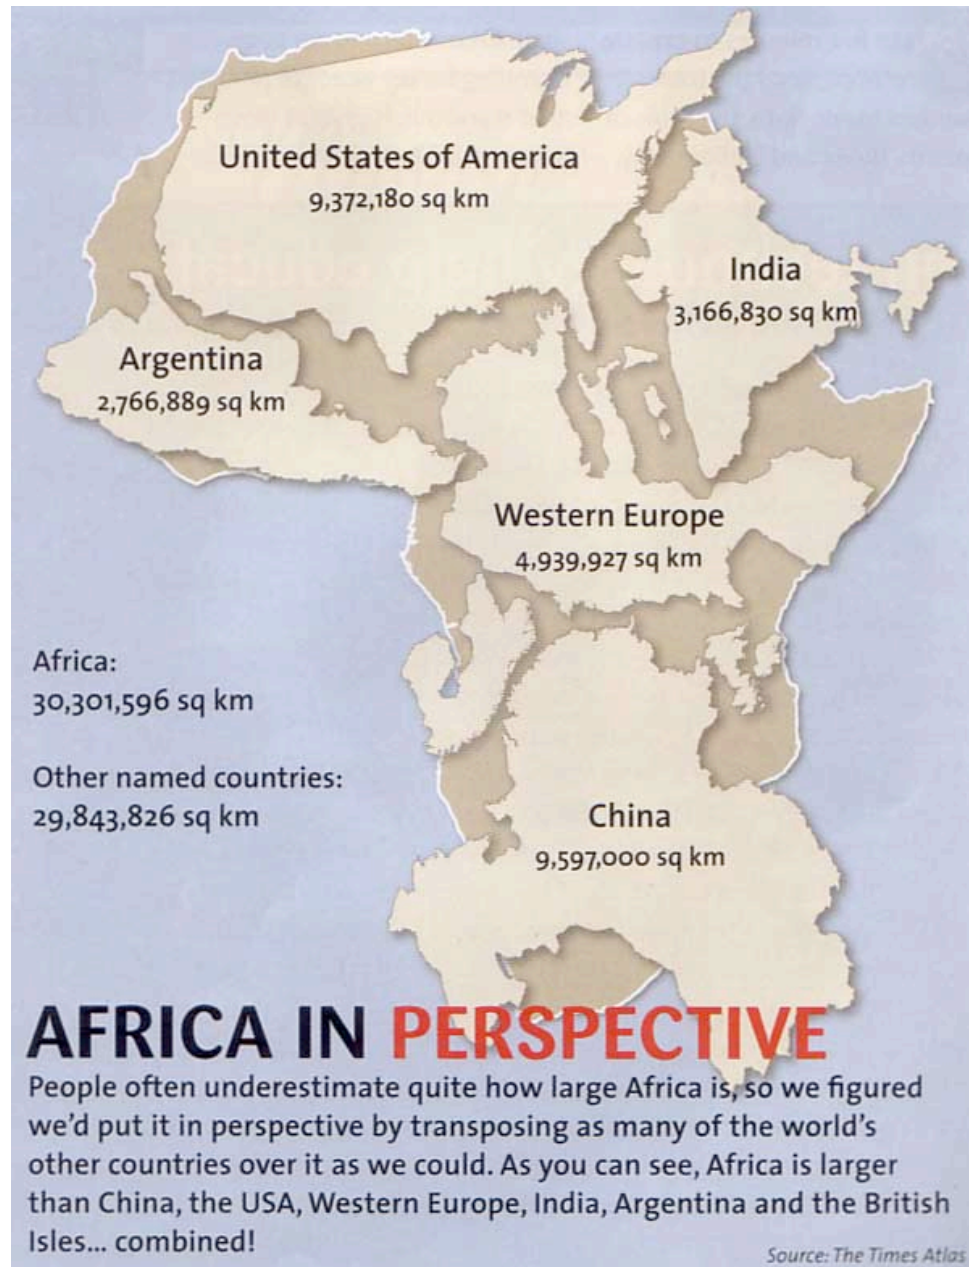 United States of America
9,372,180 sq km
India
3,166,830 sq km
Argentina
2,766,889 sq km
Western Europe
4,939,927 sq km
Africa:
30,301,596 sq km
Other named countries:
29,843,826 sq km
China
9,597,000 sq km
AFRICA IN PERSPECTIVE
People often underestimate quite how large Africa is, so we figured
we'd put it in perspective by transposing as many of the world's
other countries over it as we could. As you can see, Africa is larger
than China, the USA, Western Europe, India, Argentina and the British
Isles... combined!
Source: The Times Atlas